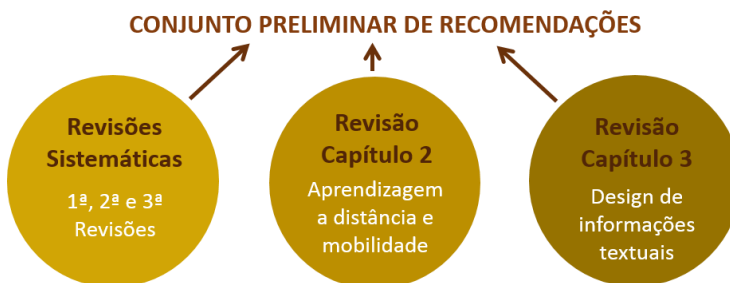 CONJUNTO PRELIMINAR DE RECOMENDAÇÕES
Revisões
Sistemáticas
1ª, 2ª e 3ª
Revisões
Revisão
Capítulo 2
Aprendizagem
a distância e
mobilidade
Revisão
Capítulo 3
Design de
informações
textuais